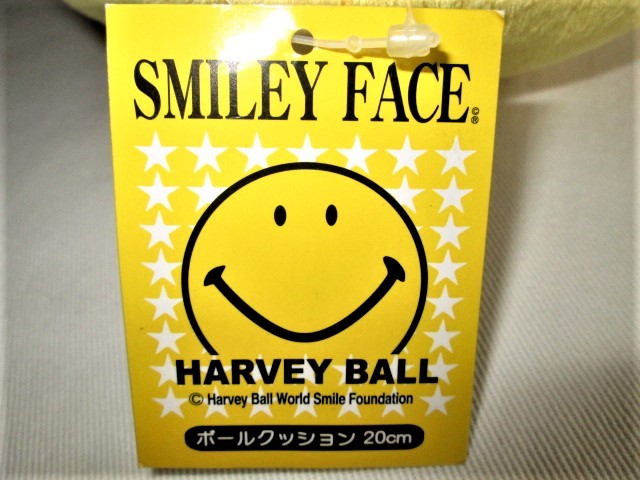 SMILEY FACE ©®
HARVEY BALL
© Harvey Ball World Smile Foundation
ボールクッション 20cm